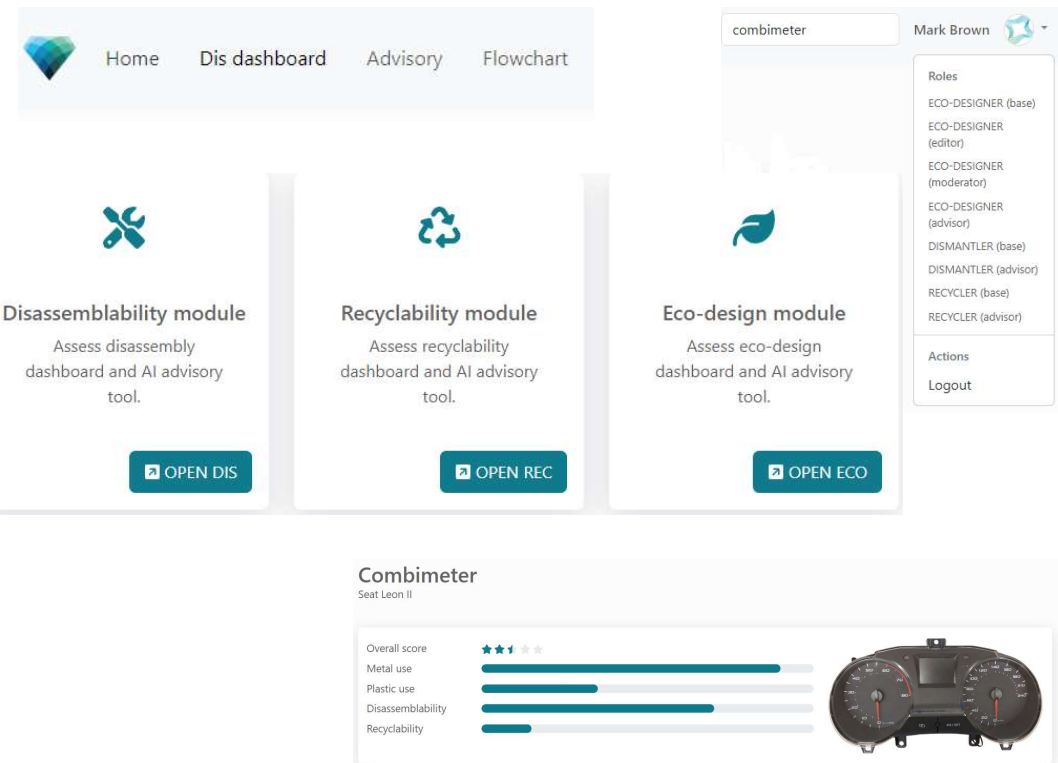 Home Dis dashboard Advisory Flowchart
combimeter
Mark Brown
Roles
ECO-DESIGNER (base)
ECO-DESIGNER
(editor)
ECO-DESIGNER
(moderator)
ECO-DESIGNER
(advisor)
DISMANTLER (base)
DISMANTLER (advisor)
RECYCLER (base)
RECYCLER (advisor)
Actions
Logout
Disassemblability module
Assess disassembly
dashboard and AI advisory
tool.
OPEN DIS
Recyclability module
Assess recyclability
dashboard and AI advisory
tool.
OPEN REC
Eco-design module
Assess eco-design
dashboard and AI advisory
tool.
OPEN ECO
Combimeter
Seat Leon II
Overall score
Metal use
Plastic use
Disassemblability
Recyclability